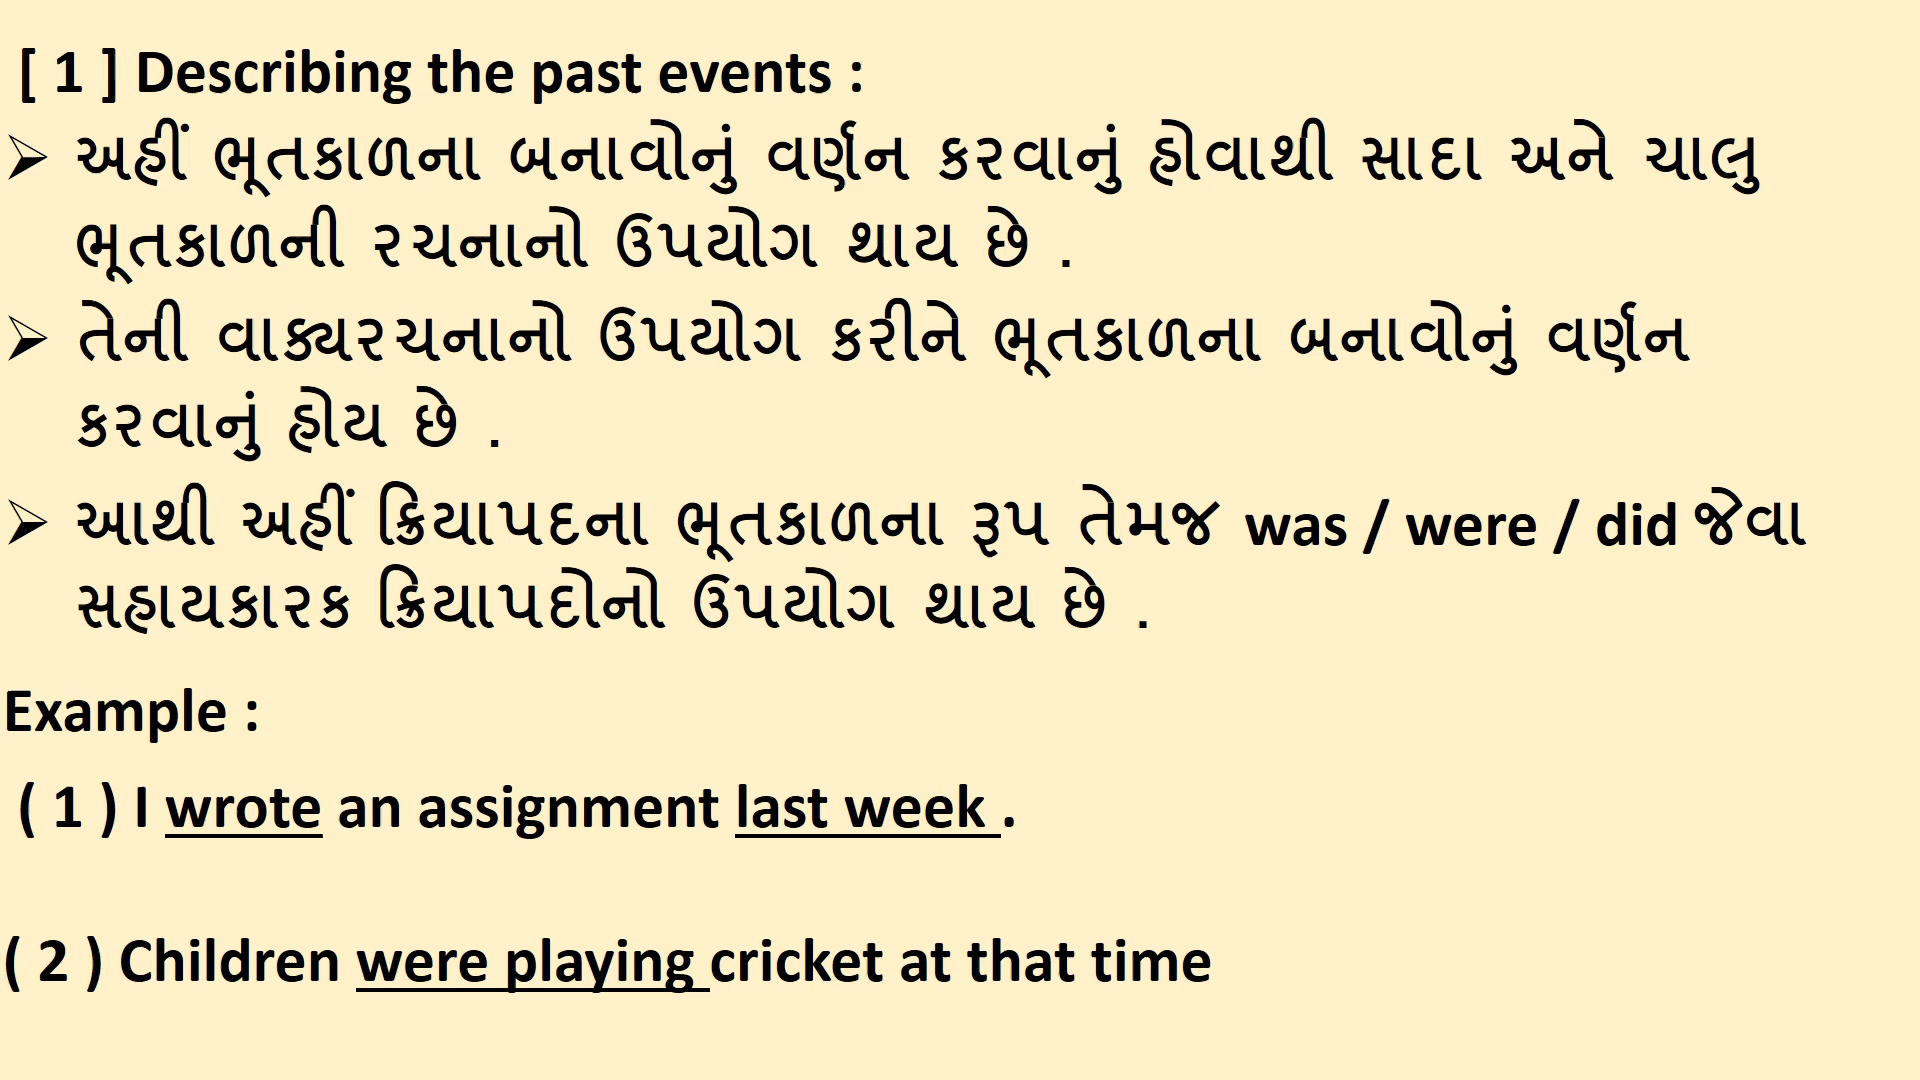 [ 1 ] Describing the past events :
➢ અહીં ભૂતકાળના બનાવોનું વર્ણન કરવાનું હોવાથી સાદા અને ચાલુ
ભૂતકાળની રચનાનો ઉપયોગ થાય છે .
➢ તેની વાક્યરચનાનો ઉપયોગ કરીને ભૂતકાળના બનાવોનું વર્ણન
કરવાનું હોય છે .
➢ આથી અહીં ક્રિયાપદના ભૂતકાળના રૂપ તેમજ was / were / did જેવા
સહાયકારક ક્રિયાપદોનો ઉપયોગ થાય છે .
Example :
( 1 ) I wrote an assignment last week .
( 2 ) Children were playing cricket at that time